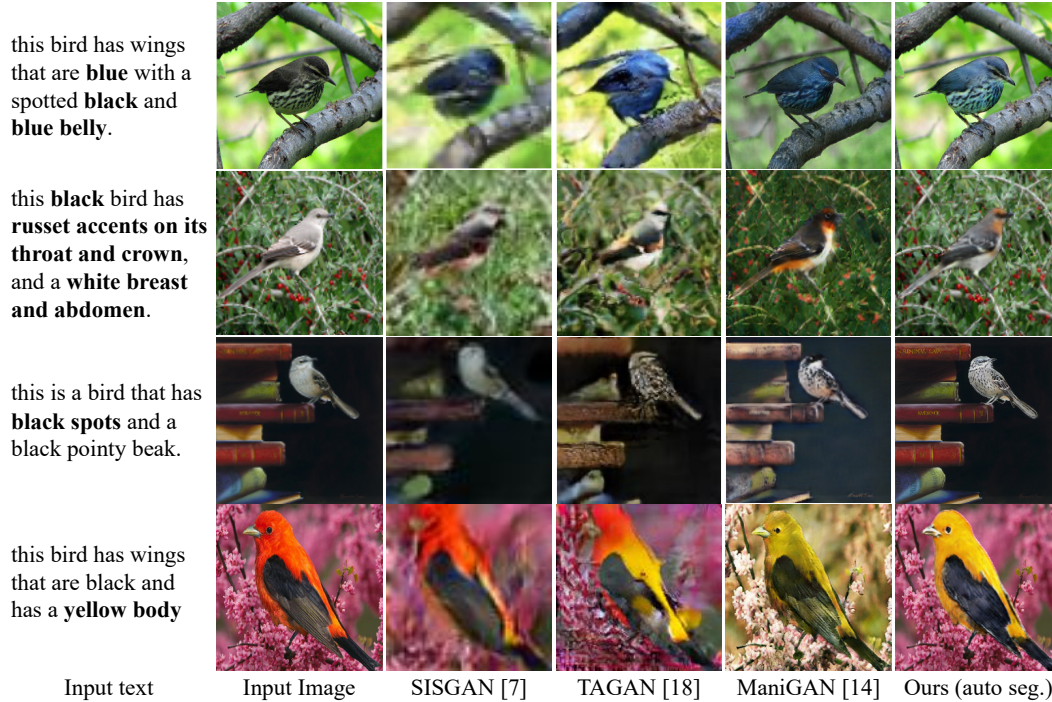 this bird has wings
that are blue with a
spotted black and
blue belly.
this black bird has
russet accents on its
throat and crown,
and a white breast
and abdomen.
this is a bird that has
black spots and a
black pointy beak.
this bird has wings
that are black and
has a yellow body
Input text
Input Image
SISGAN [7]
TAGAN [18]
ManiGAN [14]
Ours (auto seg.)